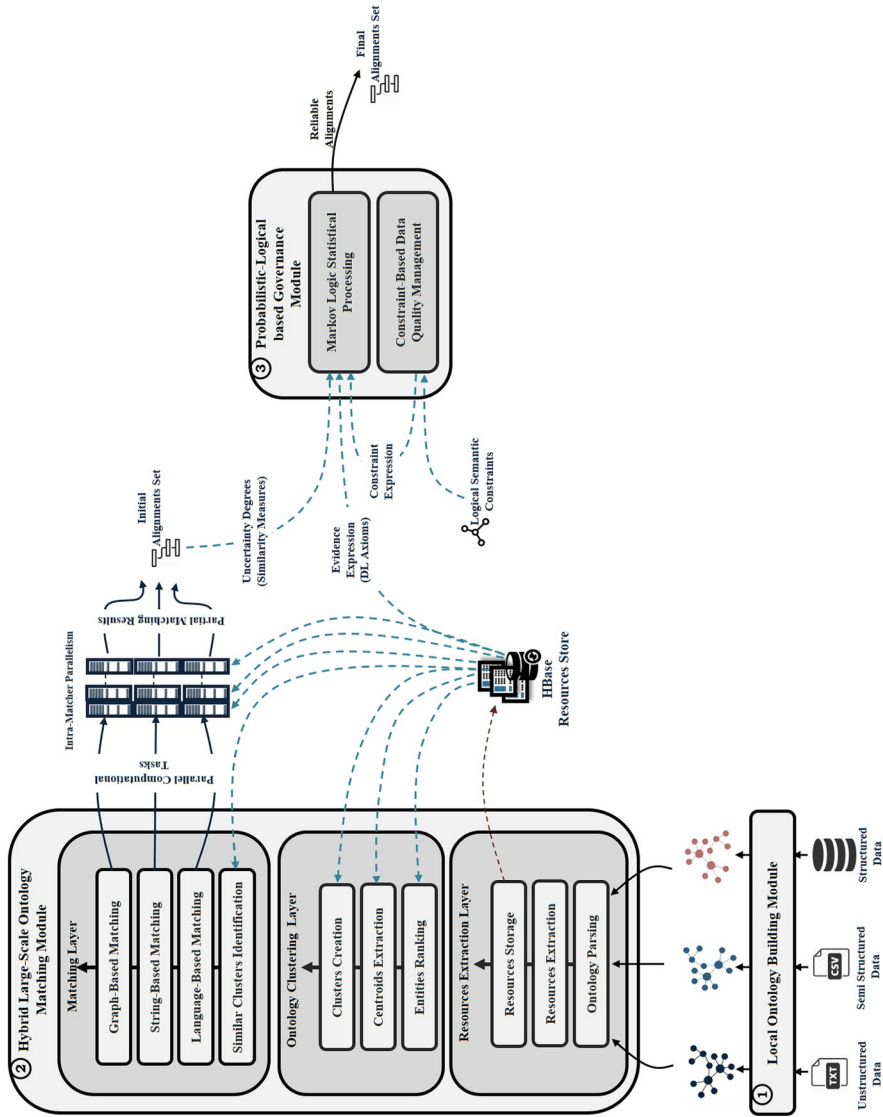 ② Hybrid Large-Scale Ontology
Matching Module
Matching Layer
Graph-Based Matching
String-Based Matching
Language-Based Matching
Similar Clusters Identification
Ontology Clustering Layer
Clusters Creation
Centroids Extraction
Entities Ranking
Resources Extraction Layer
Resources Storage
Resources Extraction
Ontology Parsing
Parallel Computational
Tasks
Intra-Matcher Parallelism
Partial Matching Results
Initial
Alignments Set
Uncertainty Degrees
(Similarity Measures)
Evidence
Expression
(DL Axioms)
Constraint
Expression
Logical Semantic
Constraints
HBase
Resources Store
③ Probabilistic-Logical
based Governance
Module
Markov Logic Statistical
Processing
Constraint-Based Data
Quality Management
Reliable
Alignments
Final
Alignments Set
① Local Ontology Building Module
TXT
Unstructured
Data
CSV
Semi Structured
Data
Structured
Data